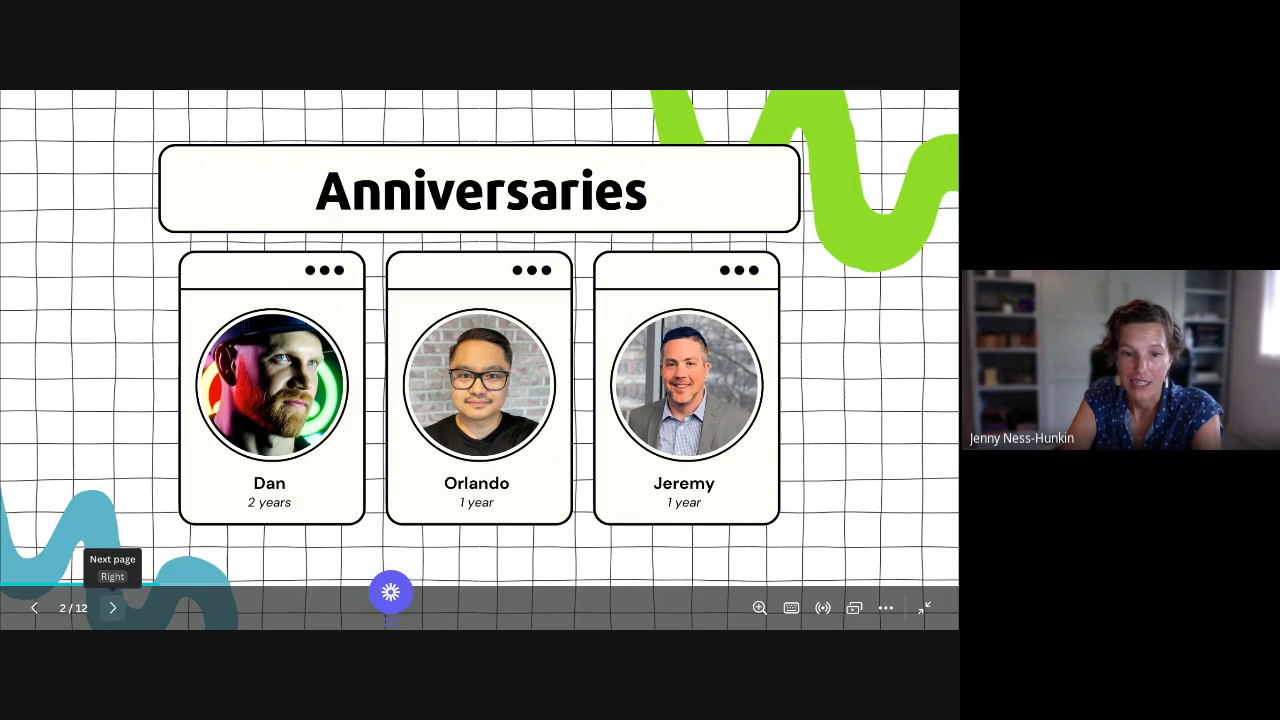 Anniversaries
Dan
2 years
Orlando
1 year
Jeremy
1 year
Next page
Right
2 / 12
Jenny Ness-Hunkin